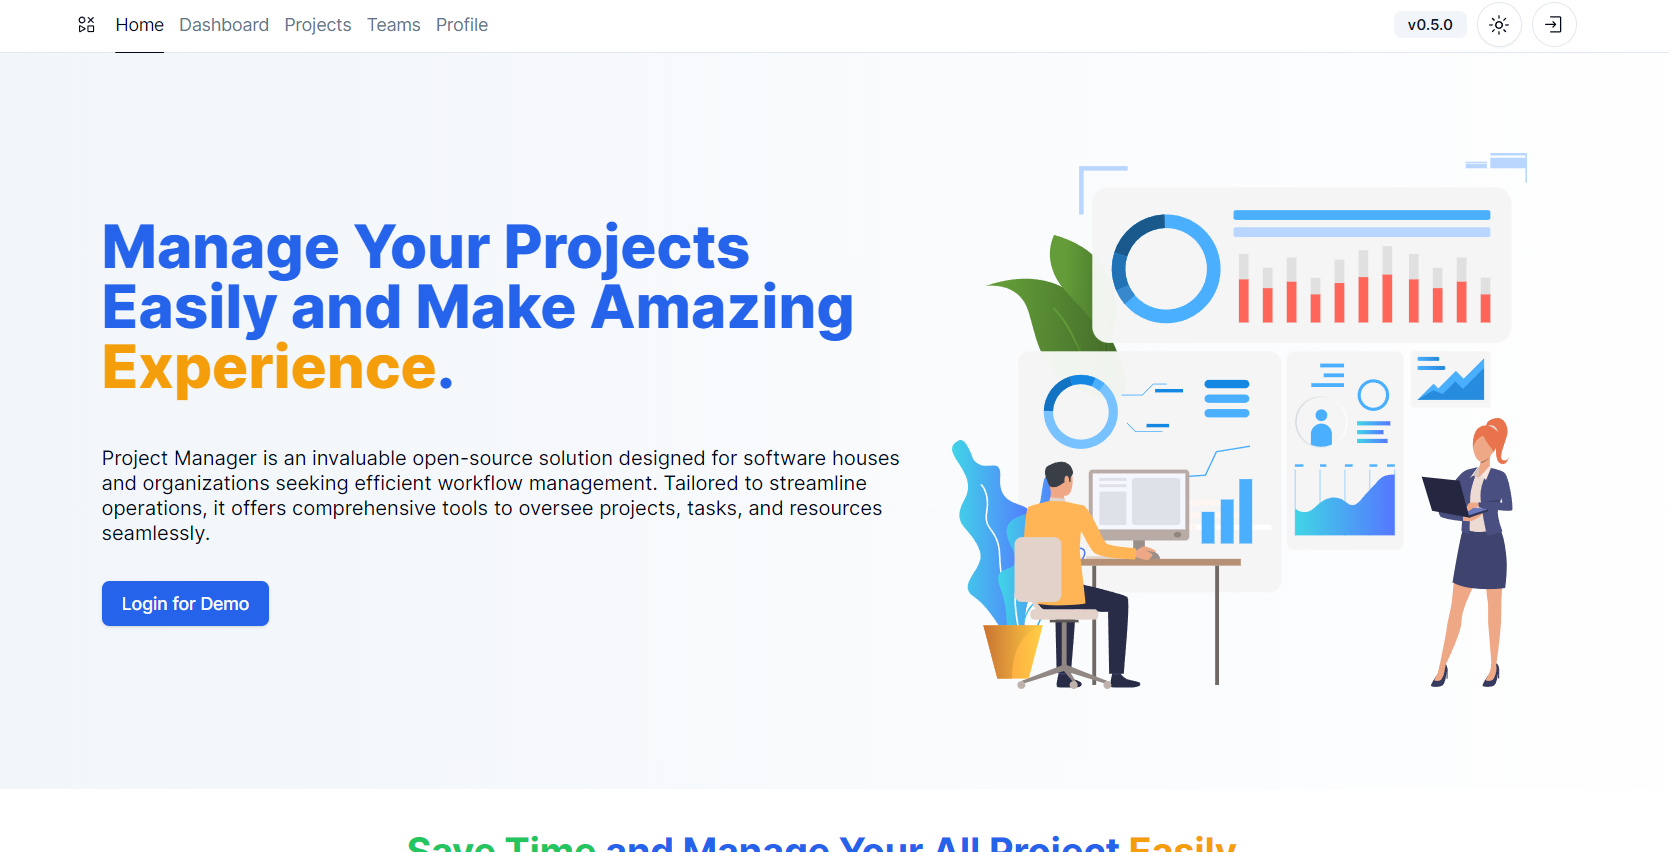 Home Dashboard Projects Teams Profile v0.5.0
Manage Your Projects
Easily and Make Amazing
Experience.
Project Manager is an invaluable open-source solution designed for software houses
and organizations seeking efficient workflow management. Tailored to streamline
operations, it offers comprehensive tools to oversee projects, tasks, and resources
seamlessly.
Login for Demo
Save Time and Manage Your All Project Easily